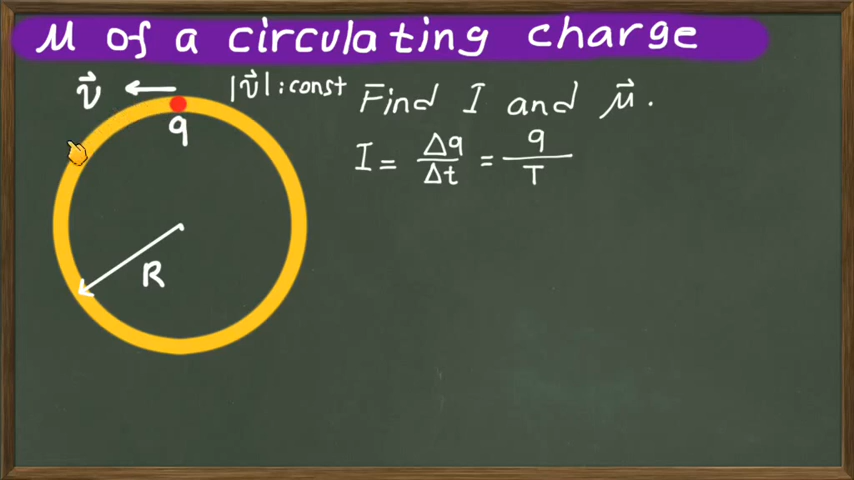 μ of a circulating charge
v⃗ ← |v⃗| : const
Find I and μ⃗.
q
I = Δq/Δt = q/T
R